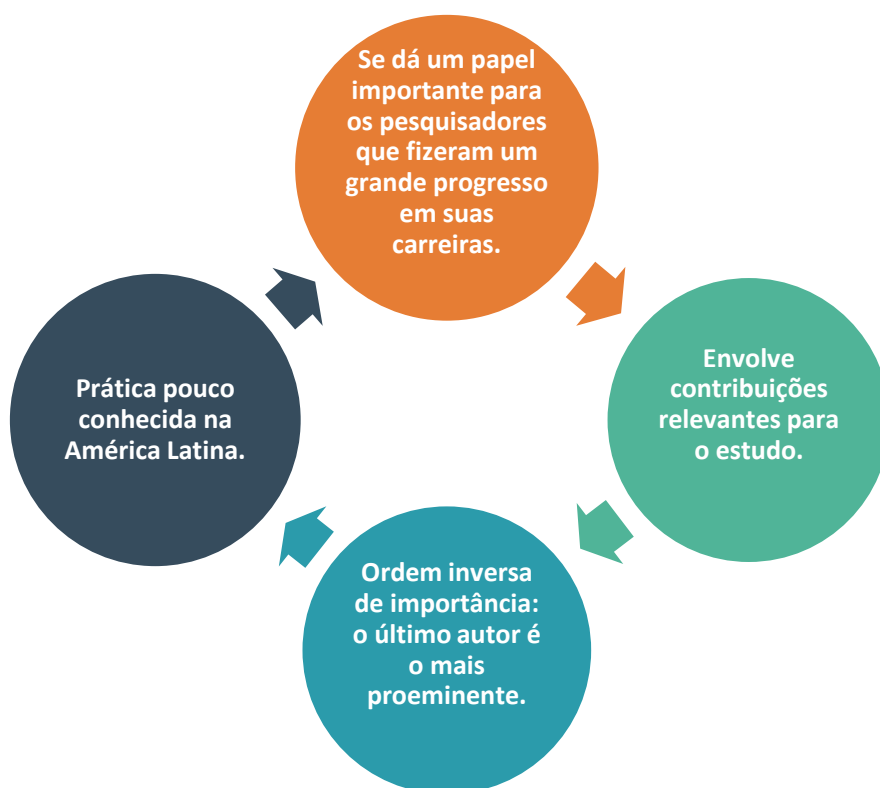 Se dá um papel
importante para
os pesquisadores
que fizeram um
grande progresso
em suas
carreiras.
Envolve
contribuições
relevantes para
o estudo.
Ordem inversa
de importância:
o último autor é
o mais
proeminente.
Prática pouco
conhecida na
América Latina.